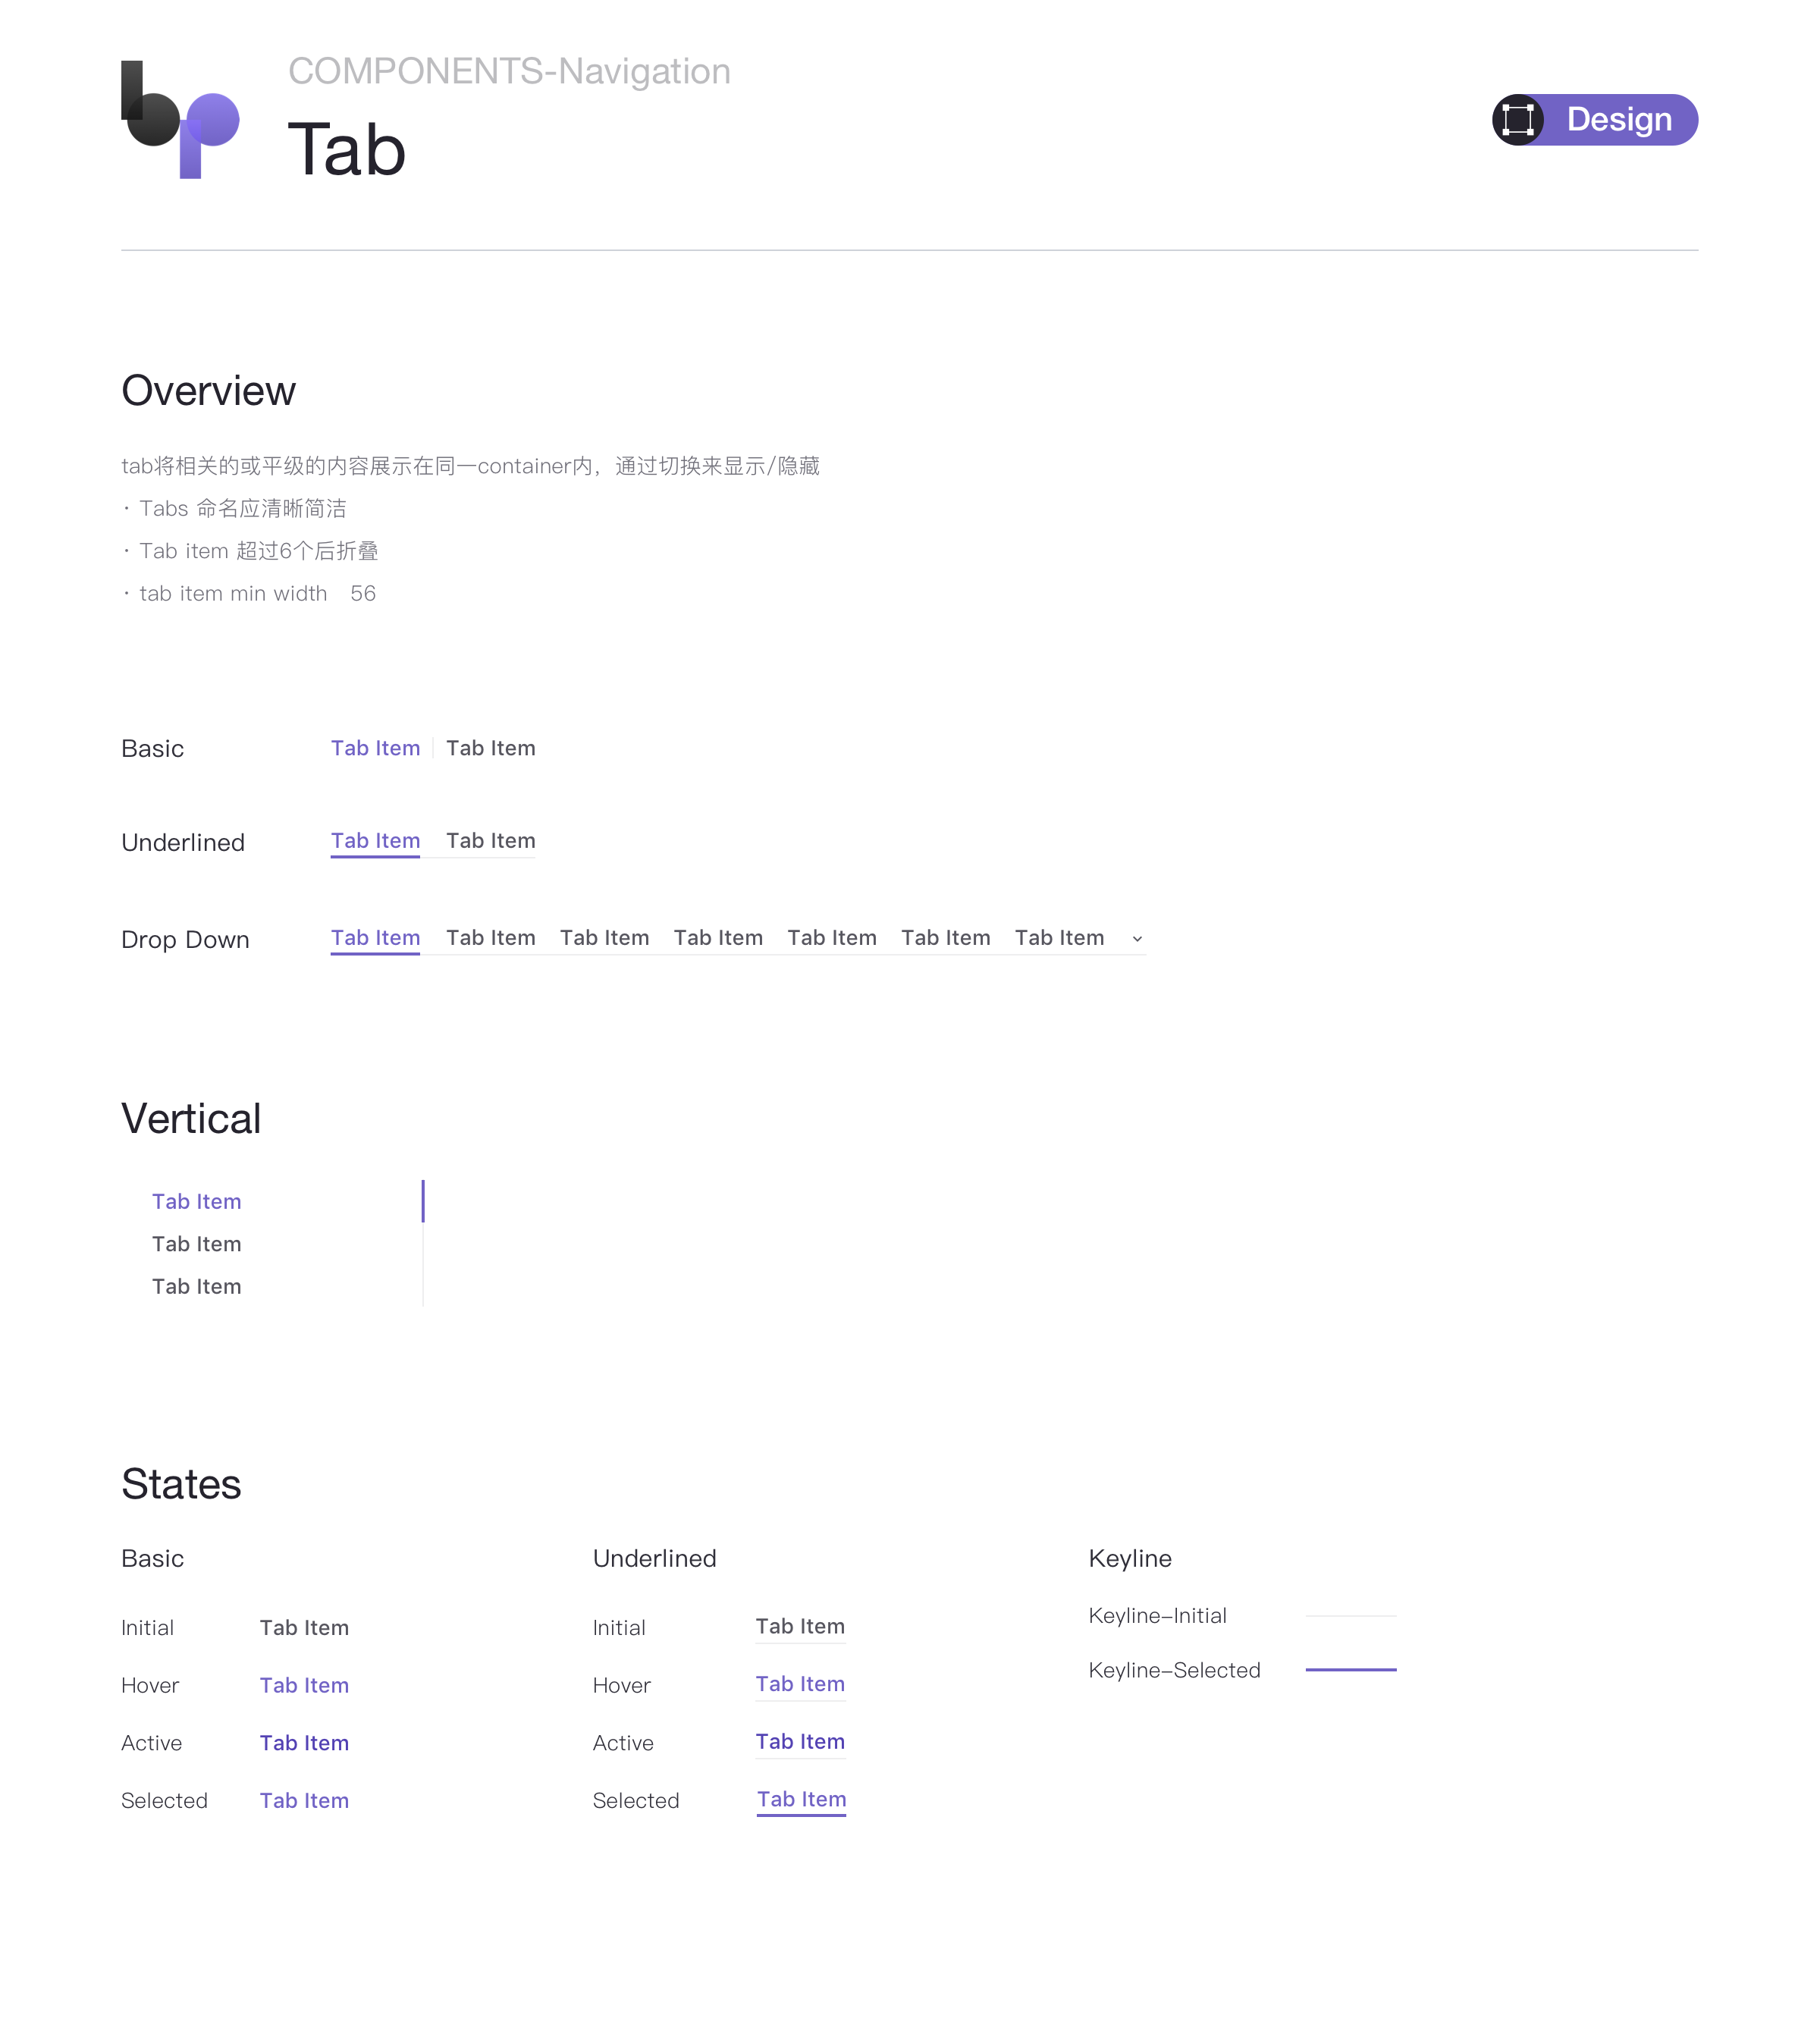 bp
COMPONENTS-Navigation
Tab
Design
Overview
tab将相关的或平级的内容展示在同一container内，通过切换来显示/隐藏
· Tabs 命名应清晰简洁
· Tab item 超过6个后折叠
· tab item min width 56
Basic Tab Item Tab Item
Underlined Tab Item Tab Item
Drop Down Tab Item Tab Item Tab Item Tab Item Tab Item Tab Item Tab Item
Vertical
Tab Item
Tab Item
Tab Item
States
Basic
Initial Tab Item
Hover Tab Item
Active Tab Item
Selected Tab Item
Underlined
Initial Tab Item
Hover Tab Item
Active Tab Item
Selected Tab Item
Keyline
Keyline-Initial
Keyline-Selected